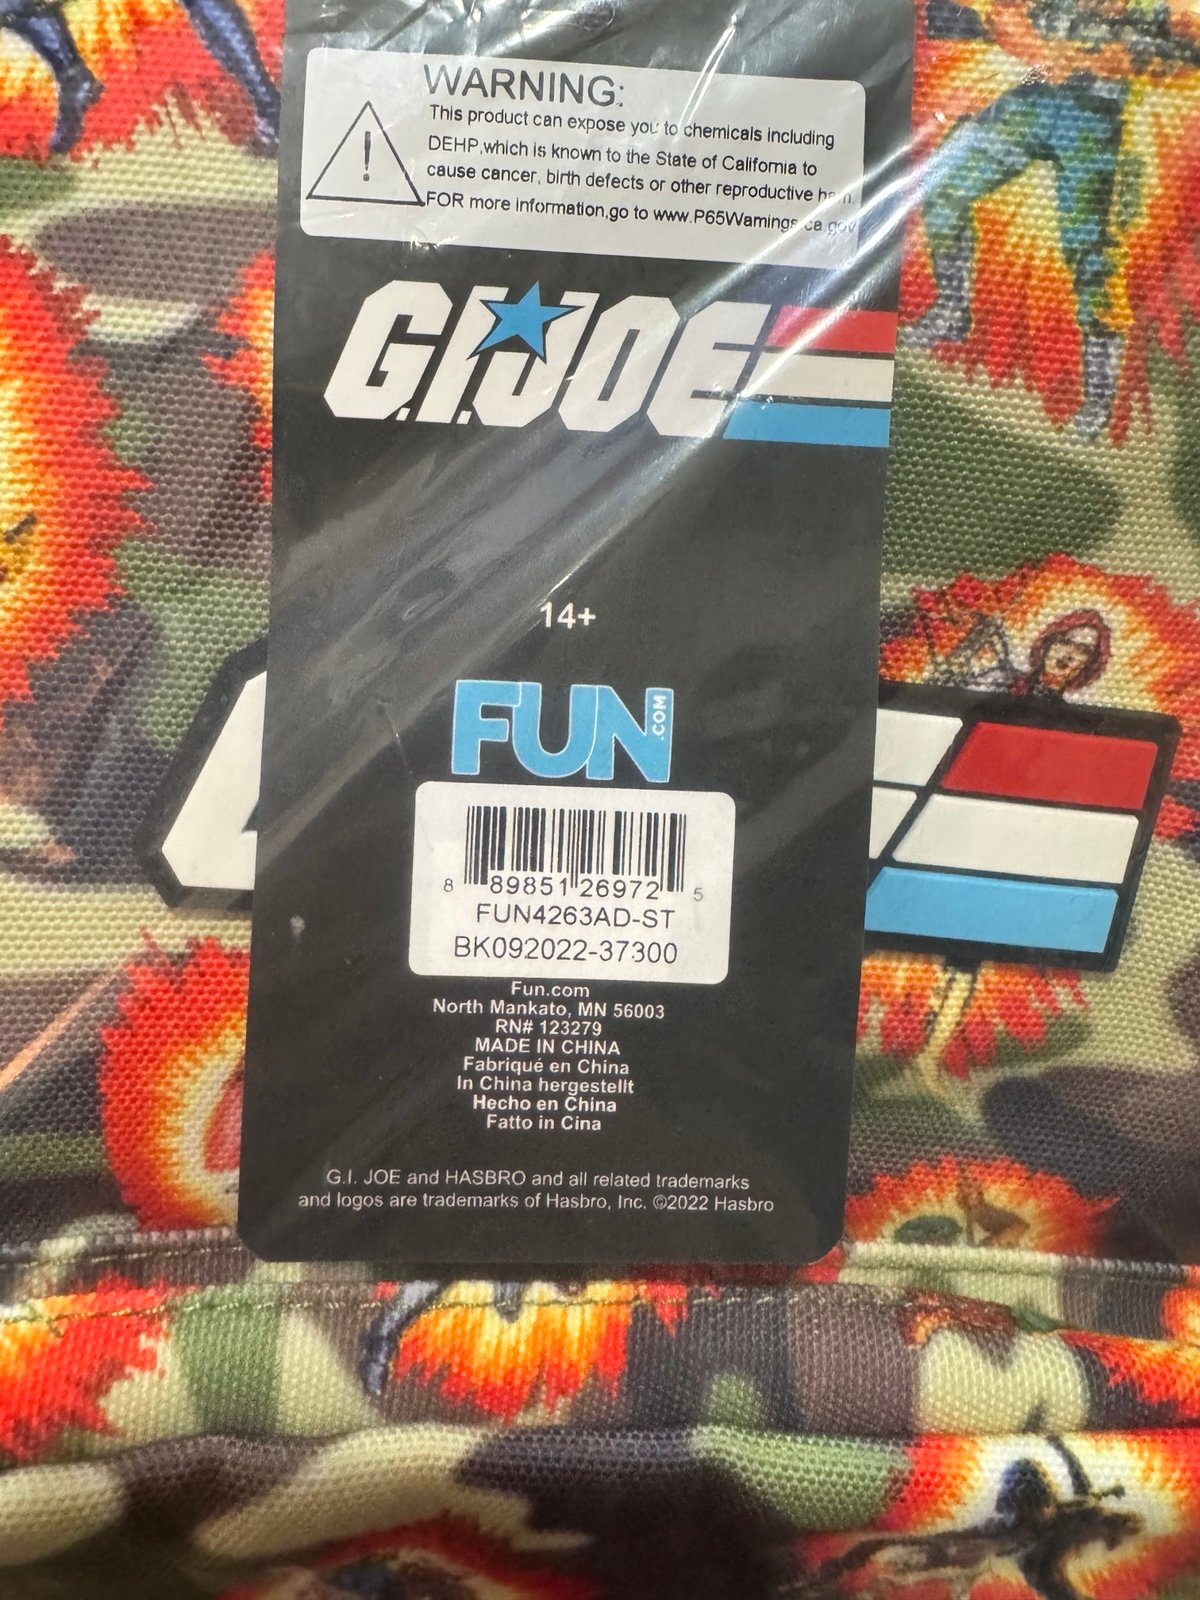 WARNING:
!
This product can expose you to chemicals including
DEHP,which is known to the State of California to
cause cancer, birth defects or other reproductive
FOR more information,go to www.P65Warnings.ca.gov
G.I.JOE
14+
FUN
.COM
8 89851 26972 5
FUN4263AD-ST
BK092022-37300
Fun.com
North Mankato, MN 56003
RN# 123279
MADE IN CHINA
Fabriqué en China
In China hergestellt
Hecho en China
Fatto in Cina
G.I. JOE and HASBRO and all related trademarks
and logos are trademarks of Hasbro, Inc. ©2022 Hasbro